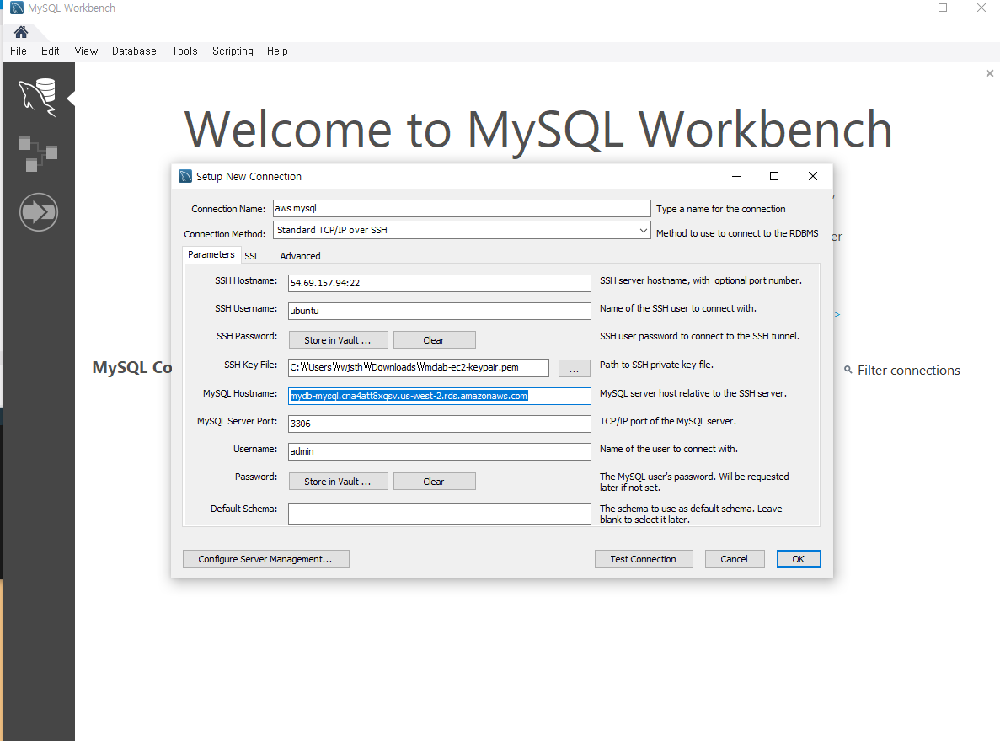 MySQL Workbench
File Edit View Database Tools Scripting Help
Welcome to MySQL Workbench
Setup New Connection
Connection Name: aws mysql Type a name for the connection
Connection Method: Standard TCP/IP over SSH Method to use to connect to the RDBMS
er
Parameters SSL Advanced
SSH Hostname: 54.69.157.94:22 SSH server hostname, with optional port number.
SSH Username: ubuntu Name of the SSH user to connect with.
>
SSH Password: Store in Vault ... Clear SSH user password to connect to the SSH tunnel.
SSH Key File: C:₩Users₩wjsth₩Downloads₩mclab-ec2-keypair.pem ... Path to SSH private key file.
MySQL Co
Filter connections
MySQL Hostname: mydb-mysql.cna4att8xqsv.us-west-2.rds.amazonaws.com MySQL server host relative to the SSH server.
MySQL Server Port: 3306 TCP/IP port of the MySQL server.
Username: admin Name of the user to connect with.
Password: Store in Vault ... Clear The MySQL user's password. Will be requested
later if not set.
Default Schema: The schema to use as default schema. Leave
blank to select it later.
Configure Server Management... Test Connection Cancel OK